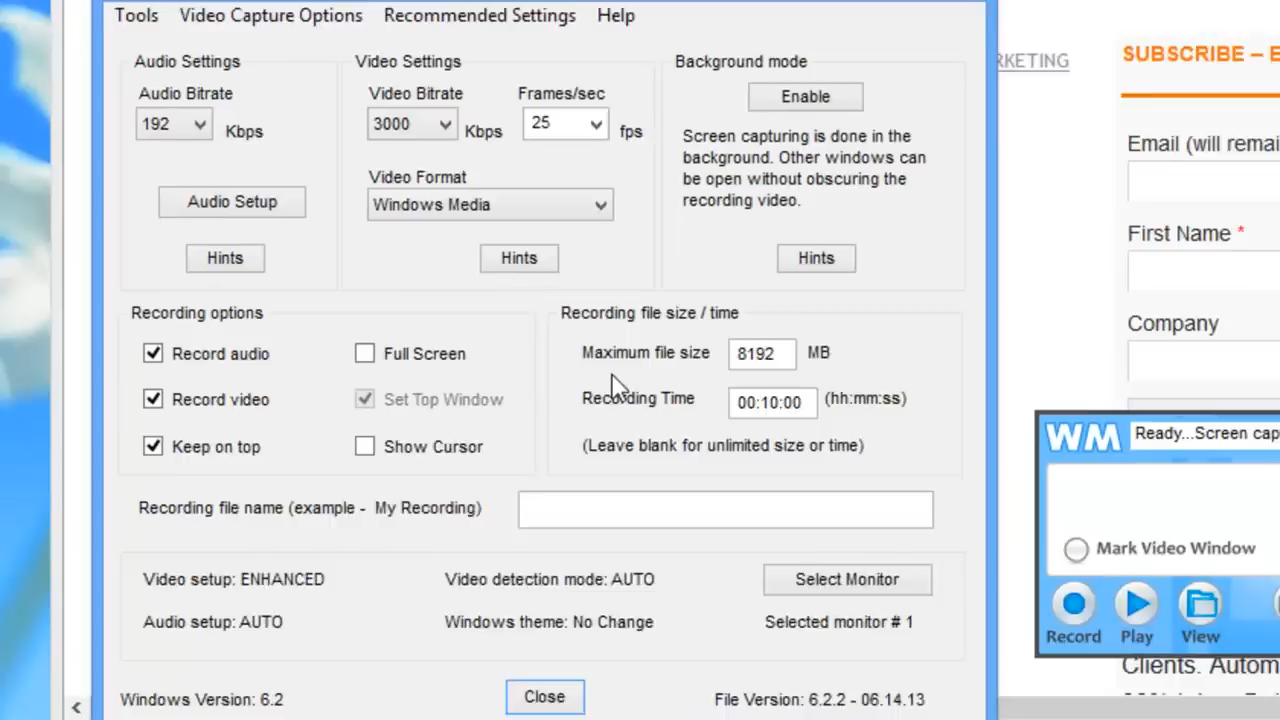 Tools Video Capture Options Recommended Settings Help
Audio Settings
Audio Bitrate
192 Kbps
Audio Setup
Hints
Video Settings
Video Bitrate Frames/sec
3000 Kbps 25 fps
Video Format
Windows Media
Hints
Background mode
Enable
Screen capturing is done in the
background. Other windows can
be open without obscuring the
recording video.
Hints
Recording options
Record audio Full Screen
Record video Set Top Window
Keep on top Show Cursor
Recording file size / time
Maximum file size 8192 MB
Recording Time 00:10:00 (hh:mm:ss)
(Leave blank for unlimited size or time)
Recording file name (example - My Recording)
Video setup: ENHANCED Video detection mode: AUTO Select Monitor
Audio setup: AUTO Windows theme: No Change Selected monitor # 1
Windows Version: 6.2 Close File Version: 6.2.2 - 06.14.13
RKETING
SUBSCRIBE – E
Email (will remai
First Name *
Company
WM Ready...Screen cap
Mark Video Window
Record Play View
Clients. Autom